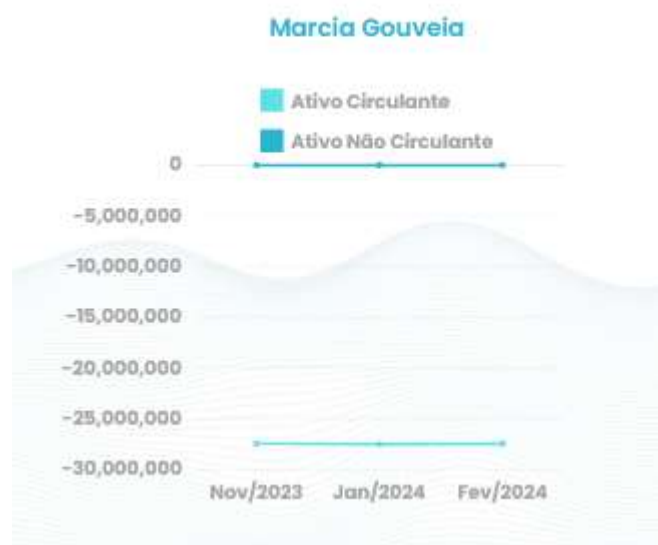 Marcia Gouveia
Ativo Circulante
Ativo Não Circulante
0
-5,000,000
-10,000,000
-15,000,000
-20,000,000
-25,000,000
-30,000,000
Nov/2023 Jan/2024 Fev/2024